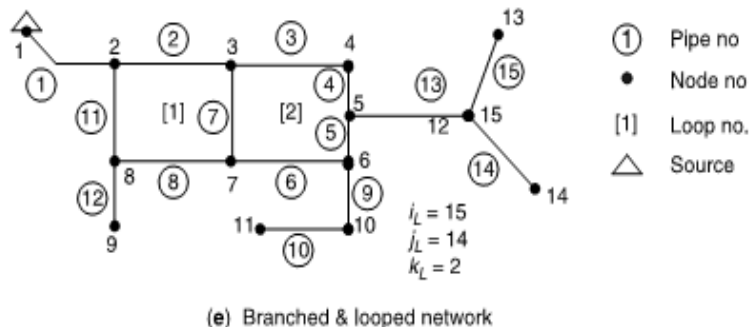 13
2 ② 3 ③ 4 ① Pipe no
1 ④ ⑬ ⑮ ● Node no
① 5
⑪ [1] ⑦ [2] ⑤ 12 15 [1] Loop no.
6 ⑭
8 ⑧ 7 ⑥ Source
⑫ ⑨ 14
9 11 ⑩ 10
i_L = 15
j_L = 14
k_L = 2
(e) Branched & looped network